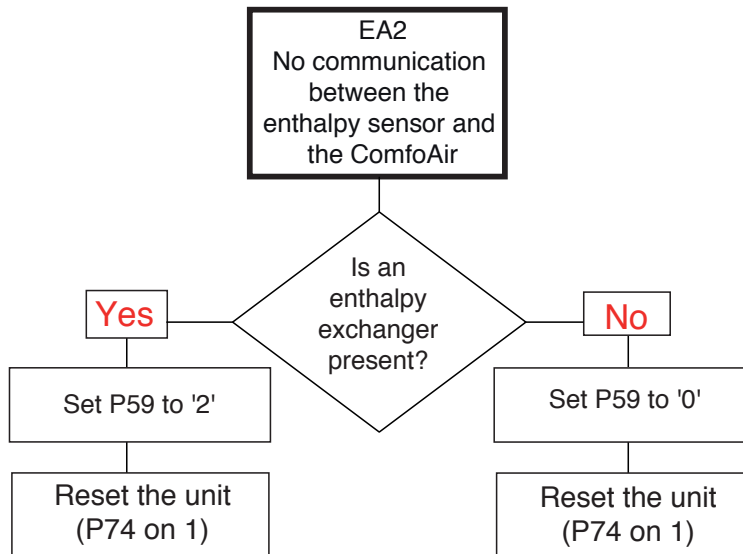 EA2
No communication
between the
enthalpy sensor and
the ComfoAir
Is an
enthalpy
exchanger
present?
Yes
No
Set P59 to '2'
Set P59 to '0'
Reset the unit
(P74 on 1)
Reset the unit
(P74 on 1)